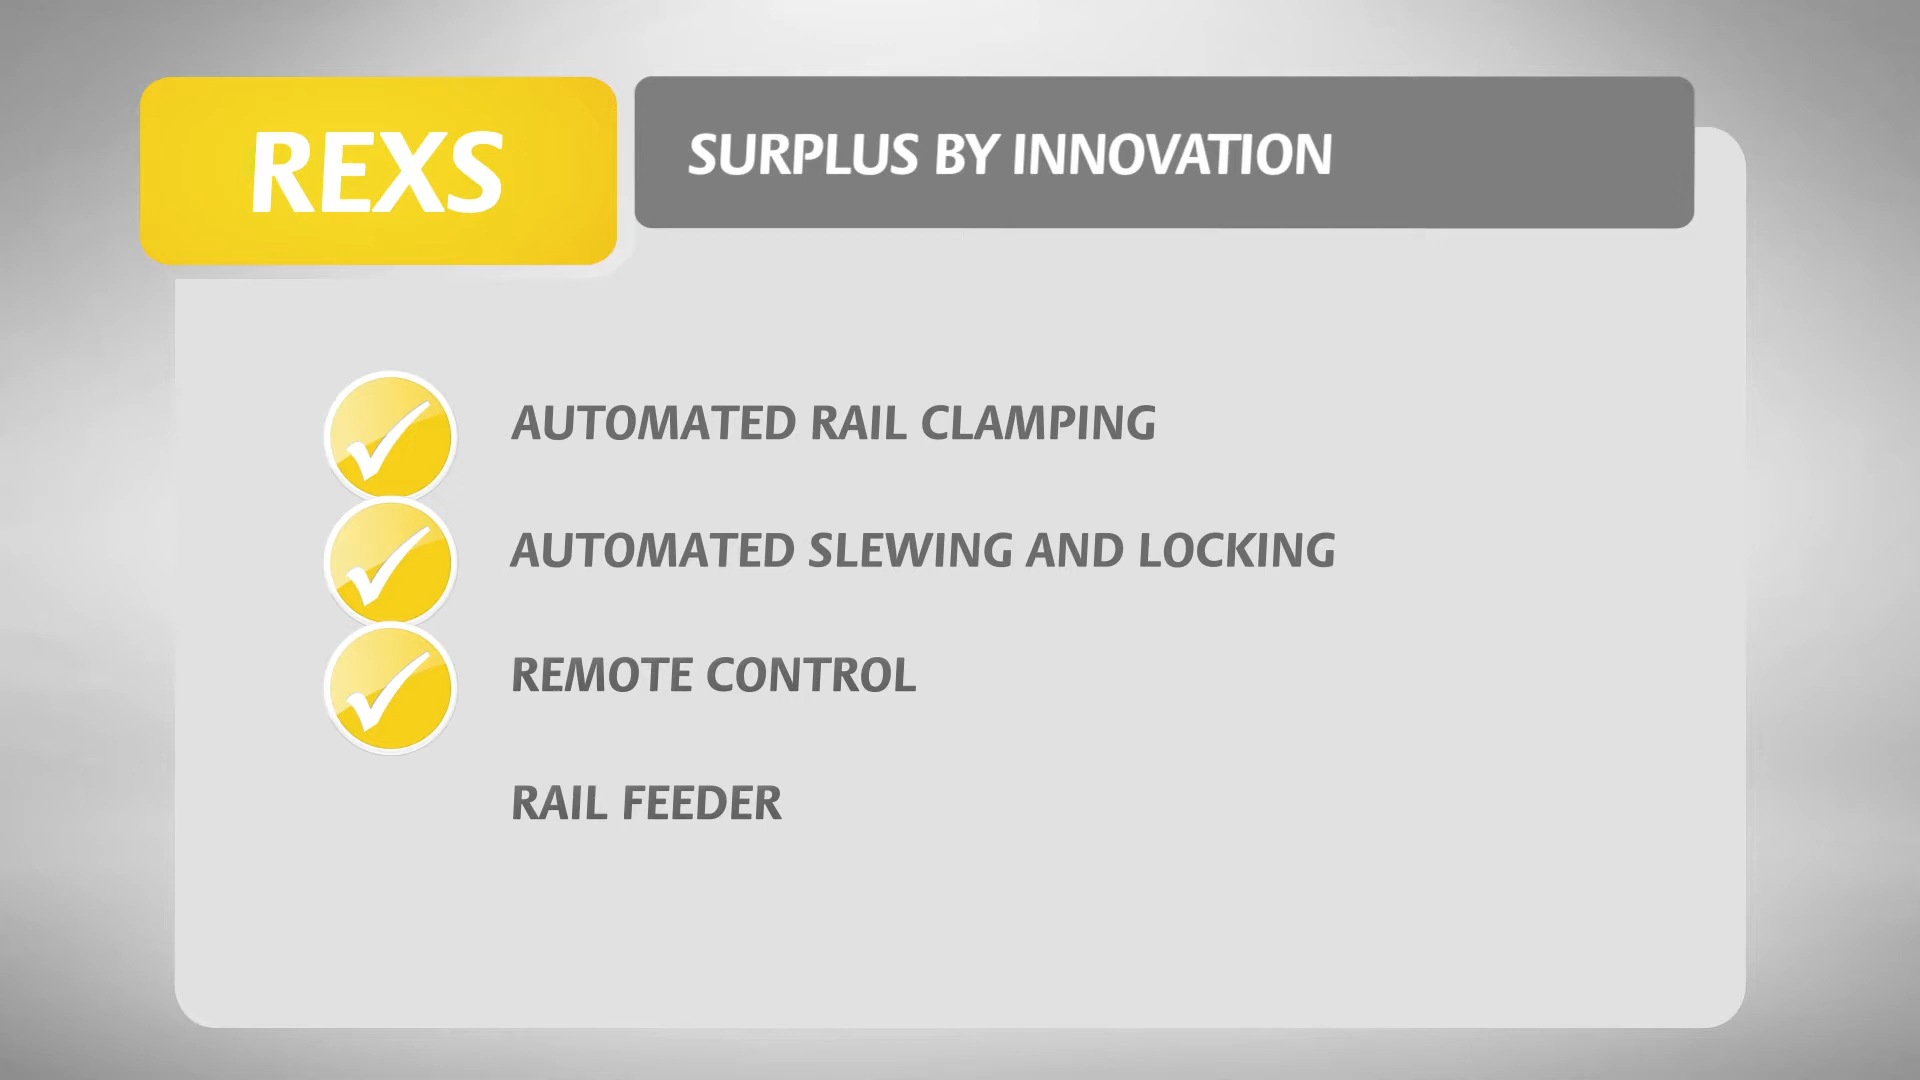 REXS
SURPLUS BY INNOVATION
AUTOMATED RAIL CLAMPING
AUTOMATED SLEWING AND LOCKING
REMOTE CONTROL
RAIL FEEDER